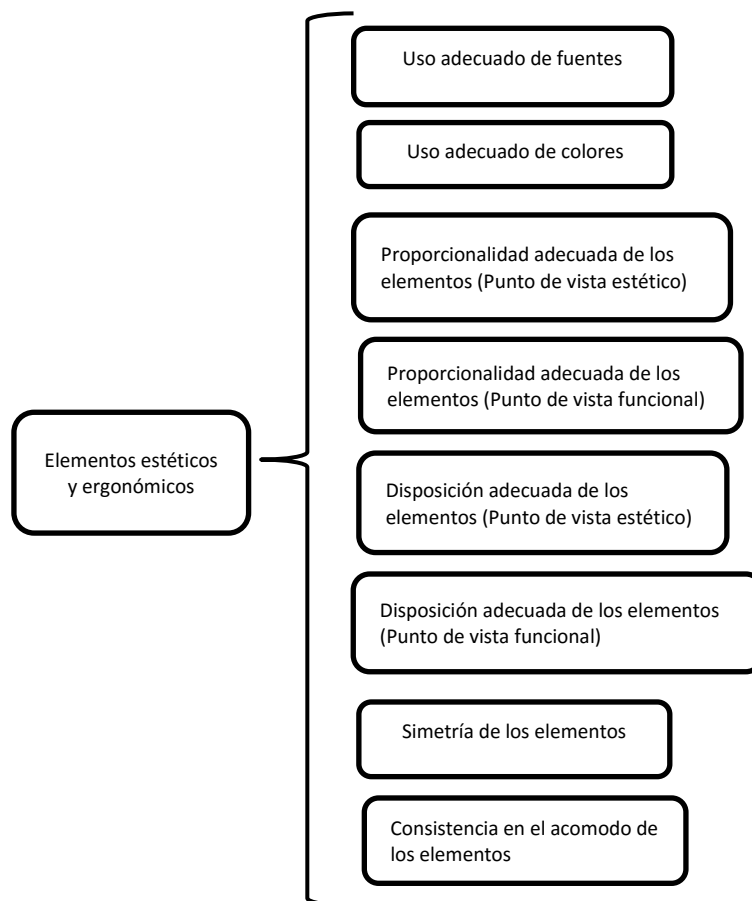 Uso adecuado de fuentes
Uso adecuado de colores
Proporcionalidad adecuada de los
elementos (Punto de vista estético)
Proporcionalidad adecuada de los
elementos (Punto de vista funcional)
Elementos estéticos
y ergonómicos
Disposición adecuada de los
elementos (Punto de vista estético)
Disposición adecuada de los elementos
(Punto de vista funcional)
Simetría de los elementos
Consistencia en el acomodo de
los elementos